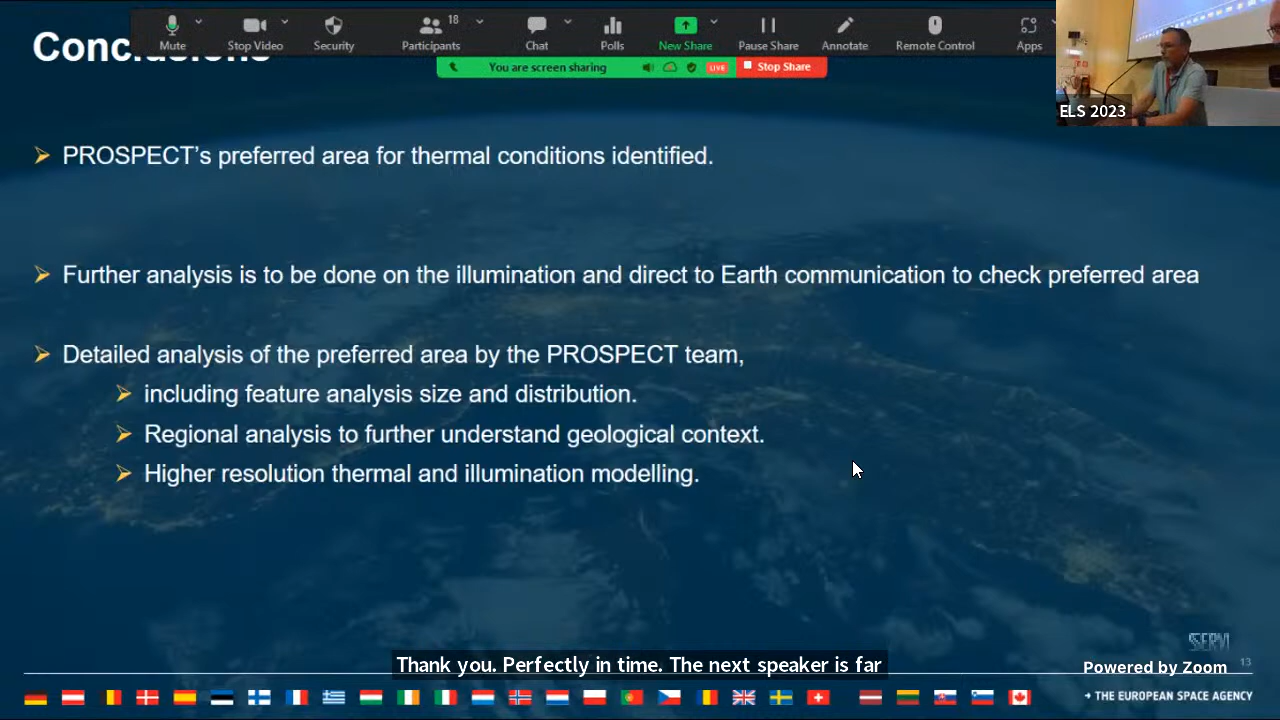 Conclusions
Mute
Stop Video
Security
Participants
18
Chat
Polls
New Share
Pause Share
Annotate
Remote Control
Apps
You are screen sharing
LIVE
Stop Share
ELS 2023
PROSPECT's preferred area for thermal conditions identified.
Further analysis is to be done on the illumination and direct to Earth communication to check preferred area
Detailed analysis of the preferred area by the PROSPECT team,
including feature analysis size and distribution.
Regional analysis to further understand geological context.
Higher resolution thermal and illumination modelling.
Thank you. Perfectly in time. The next speaker is far
SSERVI
Powered by Zoom
13
→ THE EUROPEAN SPACE AGENCY